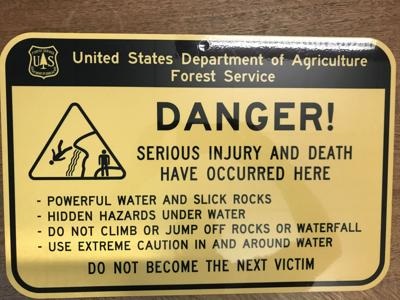 United States Department of Agriculture
Forest Service
UAS
DANGER!
SERIOUS INJURY AND DEATH
HAVE OCCURRED HERE
- POWERFUL WATER AND SLICK ROCKS
- HIDDEN HAZARDS UNDER WATER
- DO NOT CLIMB OR JUMP OFF ROCKS OR WATERFALL
- USE EXTREME CAUTION IN AND AROUND WATER
DO NOT BECOME THE NEXT VICTIM